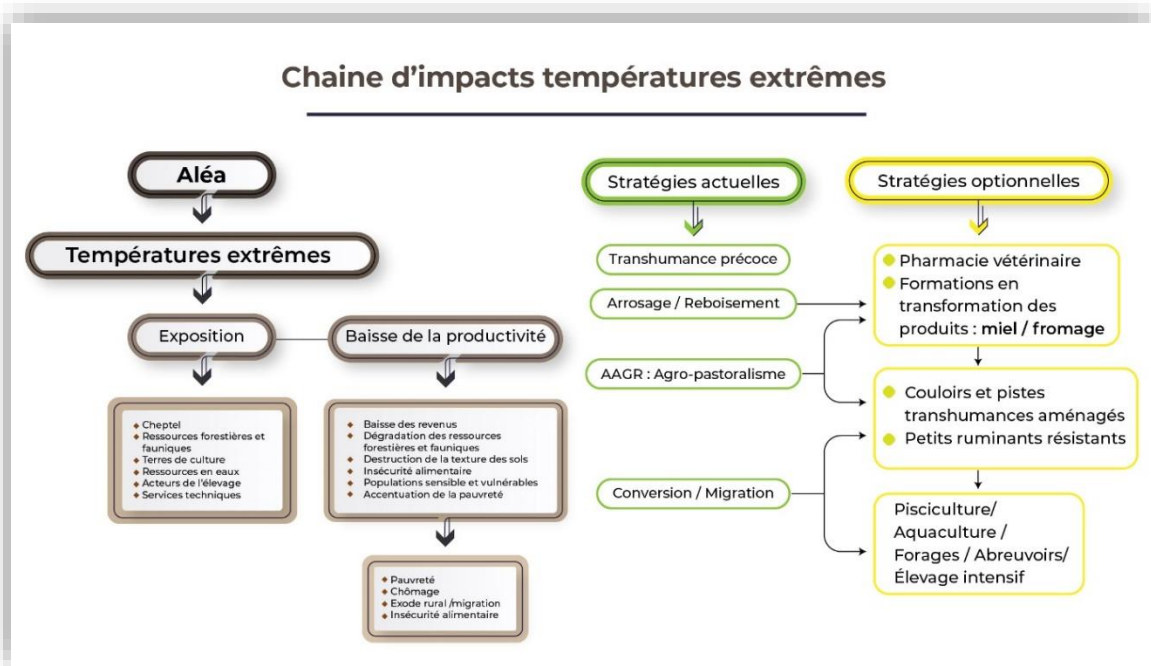 Chaine d'impacts températures extrêmes
Aléa
Températures extrêmes
Exposition
Baisse de la productivité
Cheptel
Ressources forestières et
fauniques
Terres de culture
Ressources en eaux
Acteurs de l'élevage
Services techniques
Baisse des revenus
Dégradation des ressources
forestières et fauniques
Destruction de la texture des sols
Insécurité alimentaire
Populations sensible et vulnérables
Accentuation de la pauvreté
Pauvreté
Chômage
Exode rural /migration
Insécurité alimentaire
Stratégies actuelles
Transhumance précoce
Arrosage / Reboisement
AAGR : Agro-pastoralisme
Conversion / Migration
Stratégies optionnelles
Pharmacie vétérinaire
Formations en
transformation des
produits : miel / fromage
Couloirs et pistes
transhumances aménagés
Petits ruminants résistants
Pisciculture/
Aquaculture /
Forages / Abreuvoirs/
Élevage intensif